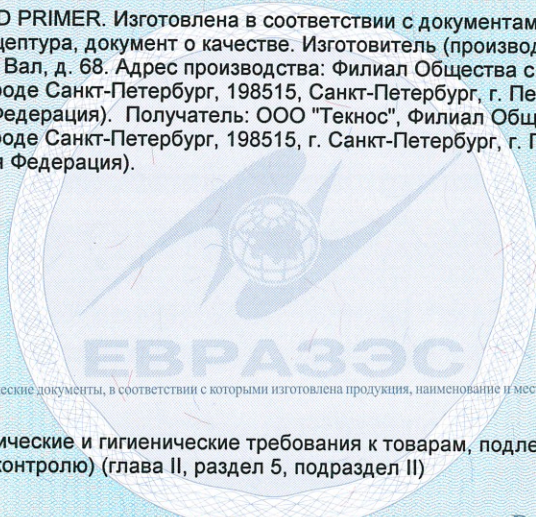 D PRIMER. Изготовлена в соответствии с документам
цептура, документ о качестве. Изготовитель (произво
Вал, д. 68. Адрес производства: Филиал Общества с
роде Санкт-Петербург, 198515, Санкт-Петербург, г. Пе
Федерация). Получатель: ООО "Текнос", Филиал Общ
роде Санкт-Петербург, 198515, г. Санкт-Петербург, г. П
я Федерация).
ЕВРАЗЭС
еские документы, в соответствии с которыми изготовлена продукция, наименование и мес
ические и гигиенические требования к товарам, подле
контролю) (глава II, раздел 5, подраздел II)